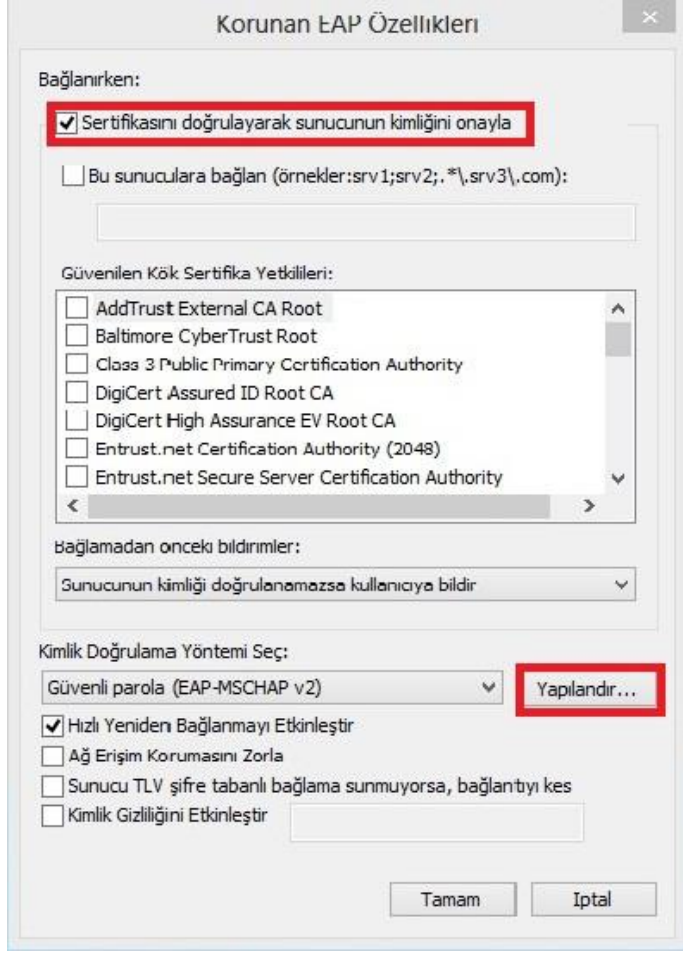 Korunan EAP Özellikleri
Bağlanırken:
Sertifikasını doğrulayarak sunucunun kimliğini onayla
Bu sunuculara bağlan (örnekler:srv1;srv2;.*\.srv3\.com):
Güvenilen Kök Sertifika Yetkilileri:
AddTrust External CA Root
Baltimore CyberTrust Root
Class 3 Public Primary Certification Authority
DigiCert Assured ID Root CA
DigiCert High Assurance EV Root CA
Entrust.net Certification Authority (2048)
Entrust.net Secure Server Certification Authority
Bağlamadan önceki bildirimler:
Sunucunun kimliği doğrulanamazsa kullanıcıya bildir
Kimlik Doğrulama Yöntemi Seç:
Güvenli parola (EAP-MSCHAP v2)
Yapılandır...
Hızlı Yeniden Bağlanmayı Etkinleştir
Ağ Erişim Korumasını Zorla
Sunucu TLV şifre tabanlı bağlama sunmuyorsa, bağlantıyı kes
Kimlik Gizliliğini Etkinleştir
Tamam
İptal